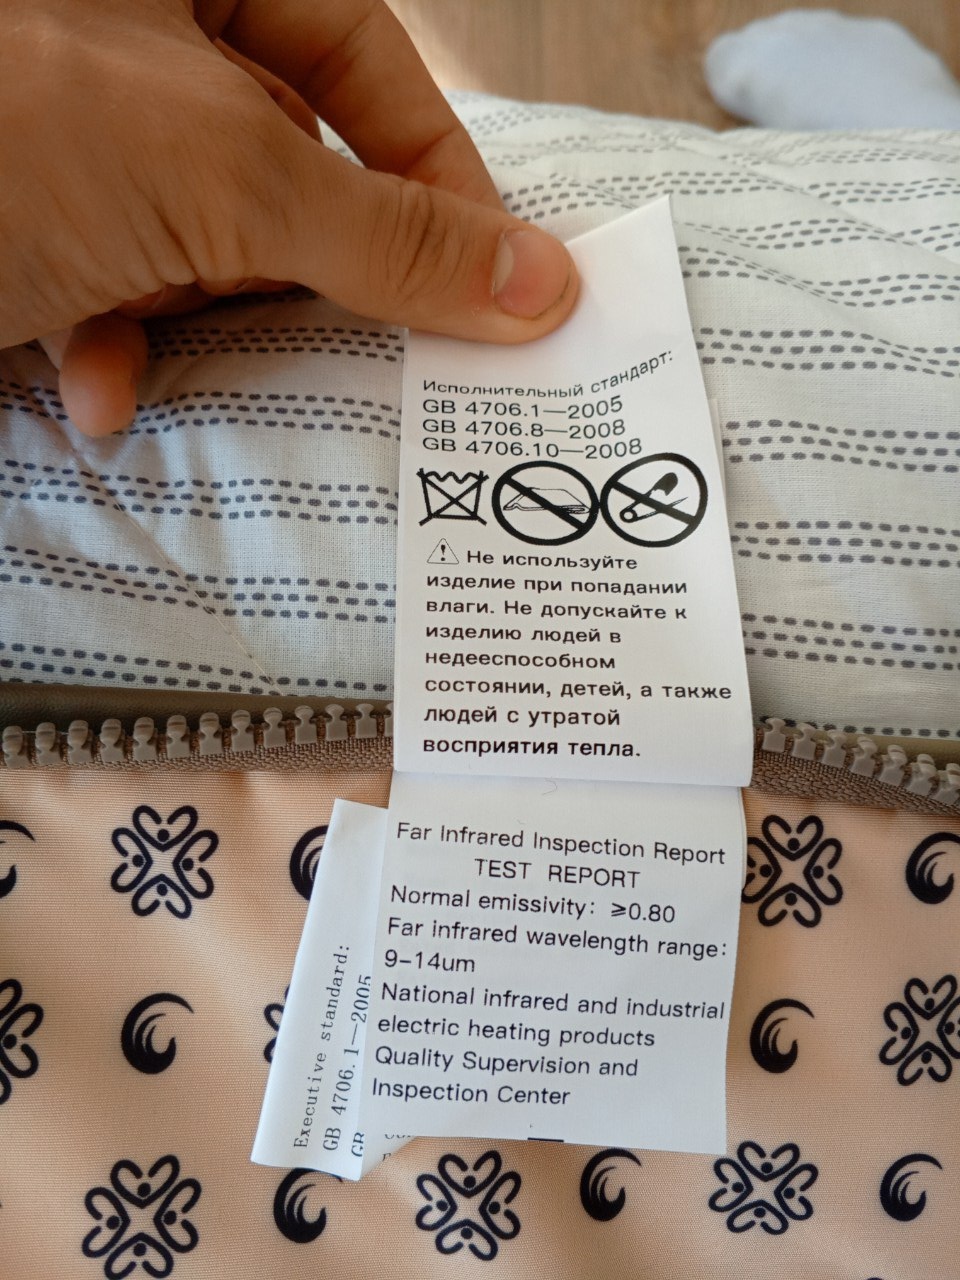 Исполнительный стандарт:
GB 4706.1—2005
GB 4706.8—2008
GB 4706.10—2008
Не используйте
изделие при попадании
влаги. Не допускайте к
изделию людей в
недееспособном
состоянии, детей, а также
людей с утратой
восприятия тепла.
Far Infrared Inspection Report
TEST REPORT
Normal emissivity: ≥0.80
Far infrared wavelength range:
9–14um
National infrared and industrial
electric heating products
Quality Supervision and
Inspection Center
Executive standard:
GB 4706.1—2005
GB